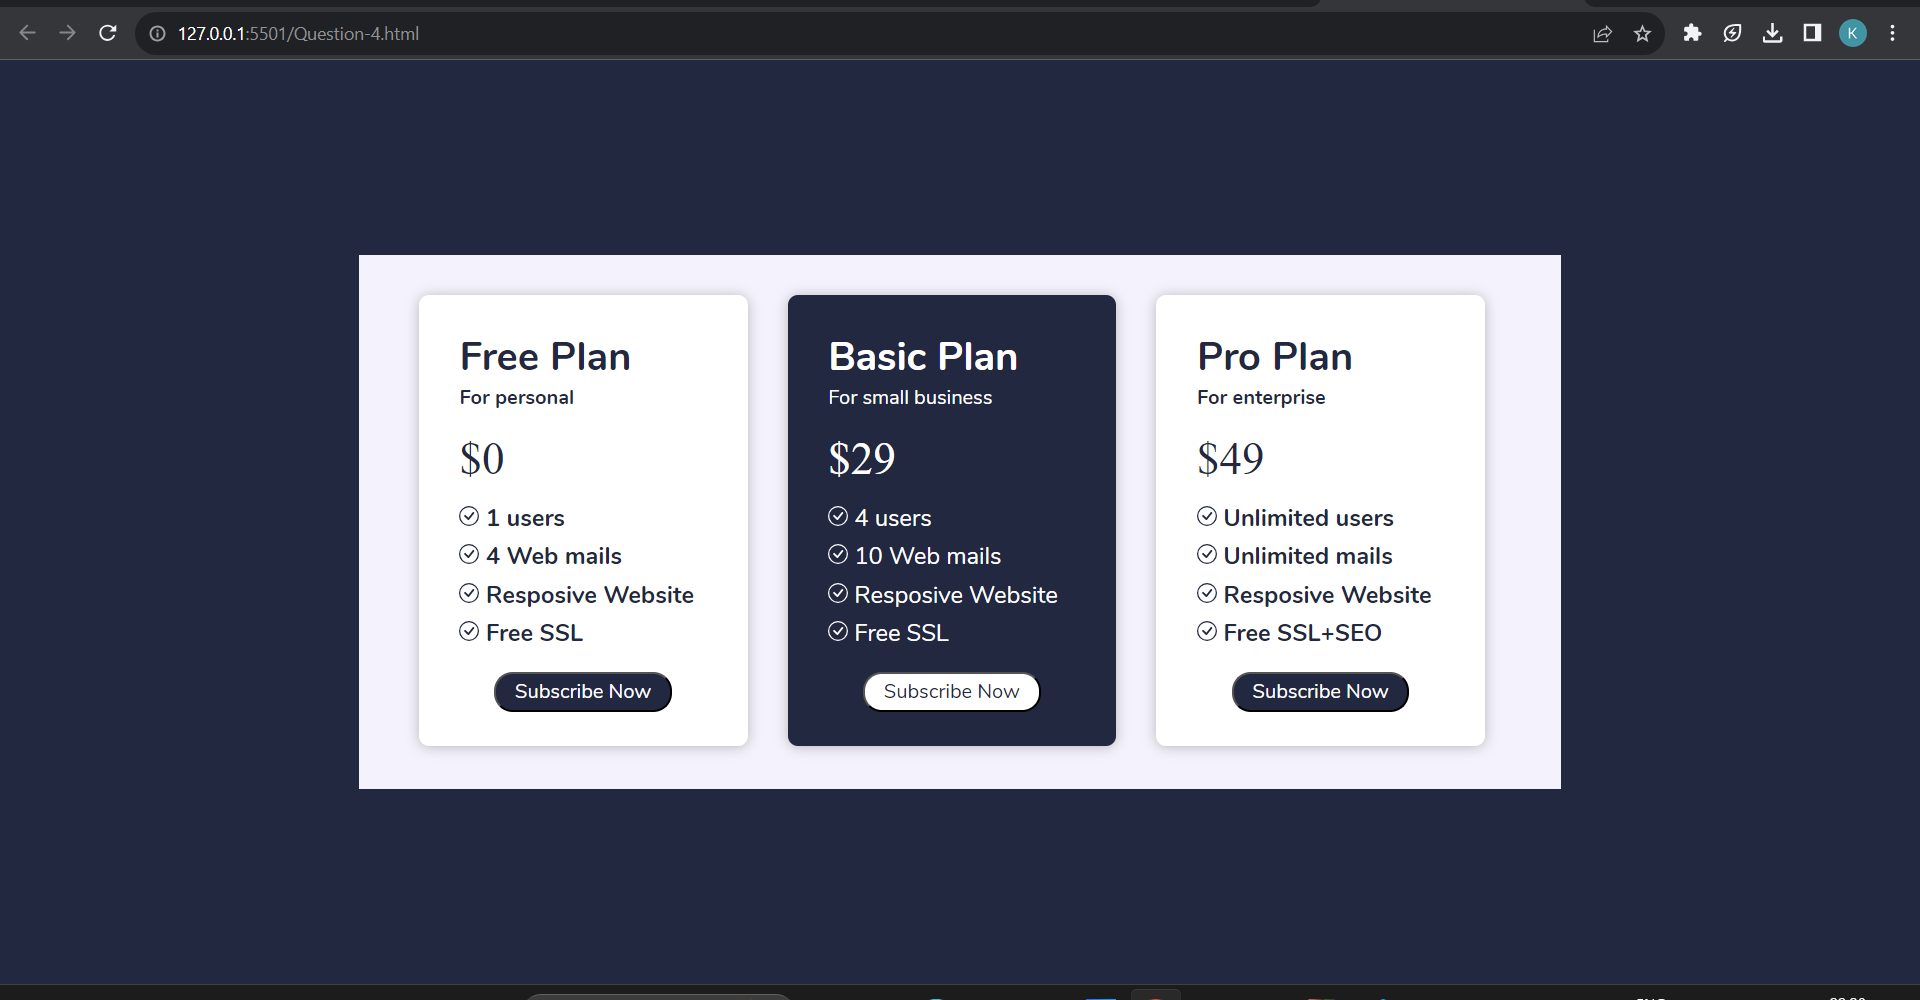 127.0.0.1:5501/Question-4.html
K
Free Plan
For personal
$0
1 users
4 Web mails
Resposive Website
Free SSL
Subscribe Now
Basic Plan
For small business
$29
4 users
10 Web mails
Resposive Website
Free SSL
Subscribe Now
Pro Plan
For enterprise
$49
Unlimited users
Unlimited mails
Resposive Website
Free SSL+SEO
Subscribe Now